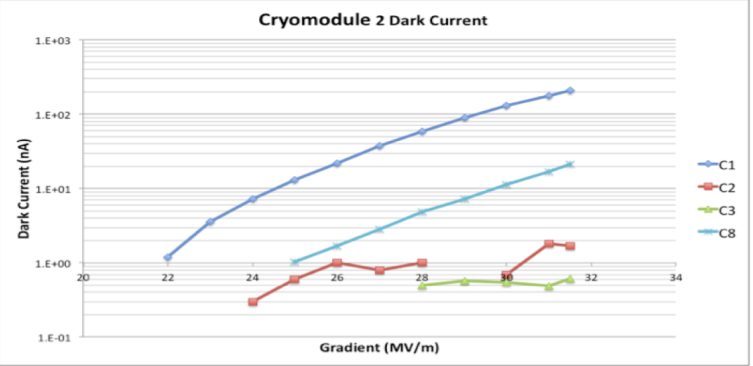 Cryomodule 2 Dark Current
1.E+03
1.E+02
1.E+01
1.E+00
1.E-01
20 22 24 26 28 30 32 34
Dark Current (nA)
Gradient (MV/m)
C1
C2
C3
C8